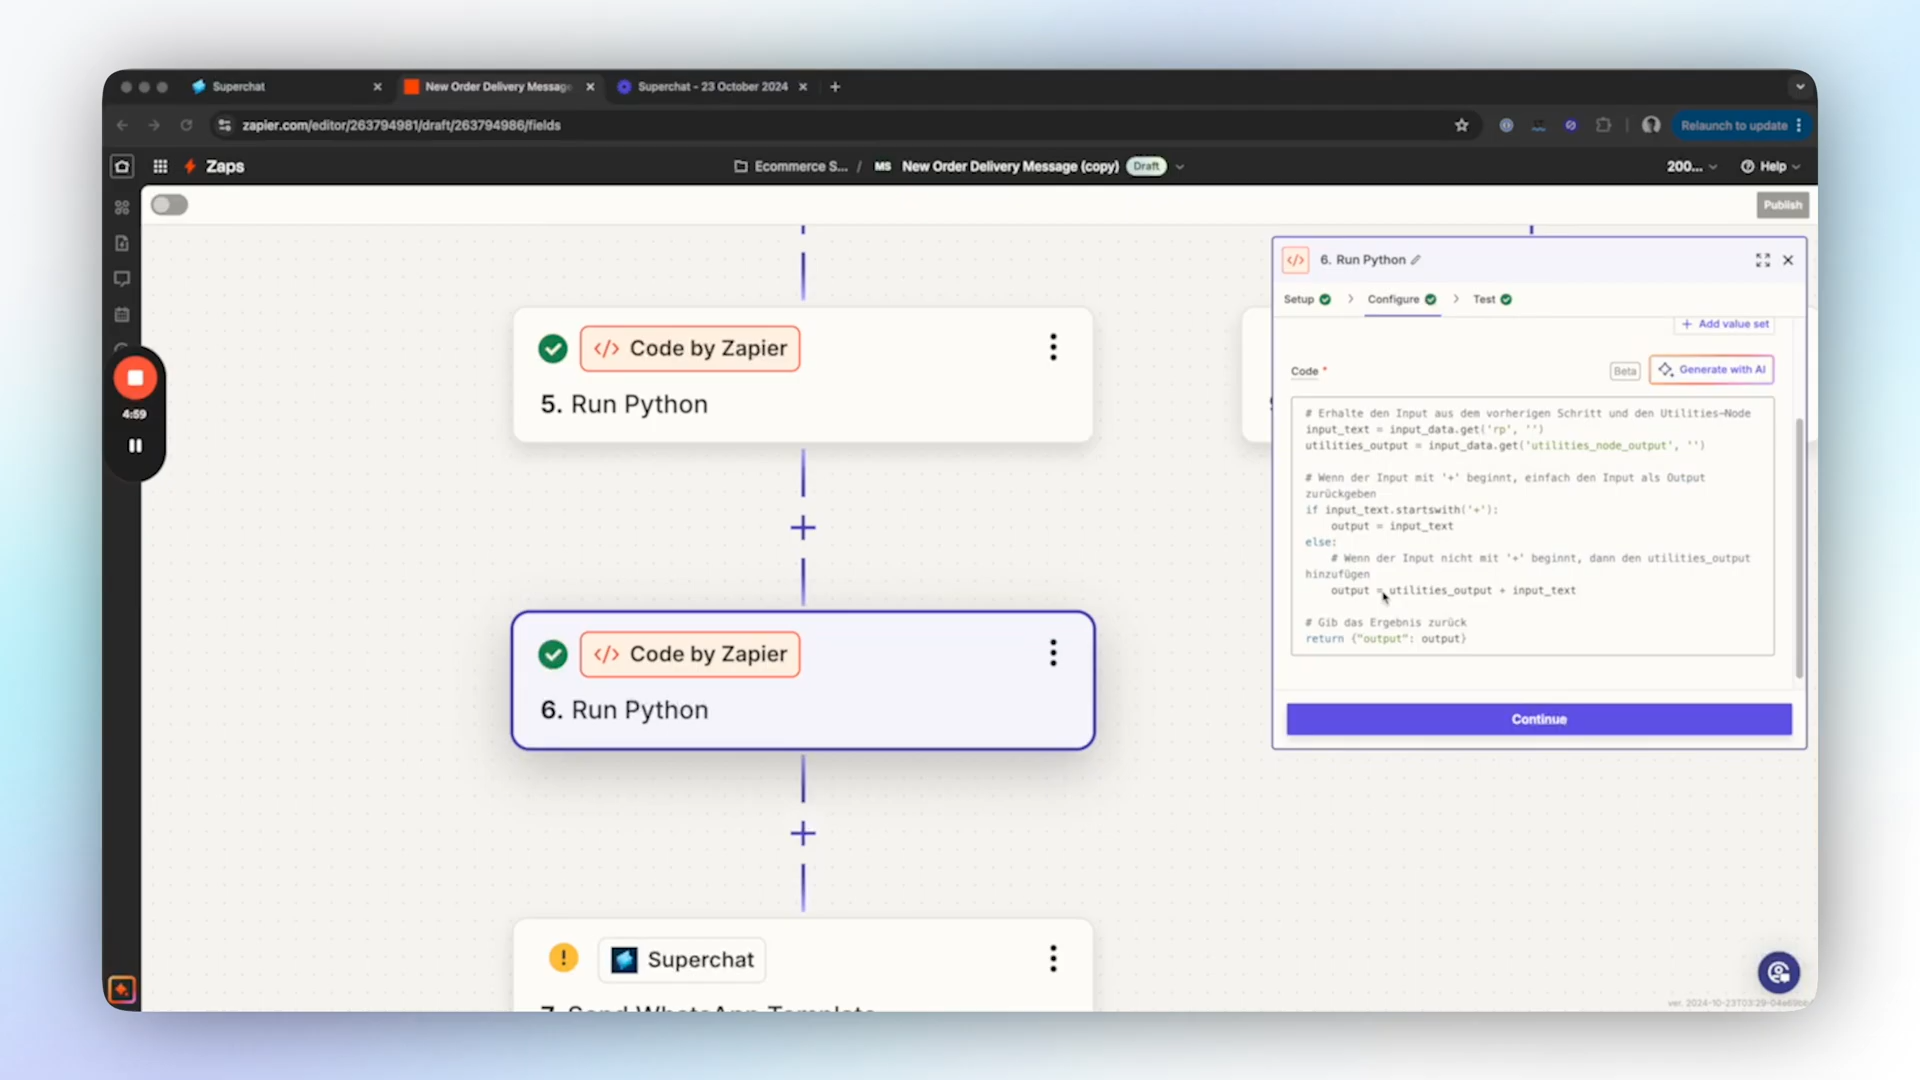 Superchat
New Order Delivery Message
Superchat - 23 October 2024
zapier.com/editor/263794981/draft/263794986/fields
Relaunch to update
Zaps
Ecommerce S... / MS New Order Delivery Message (copy) Draft
200...
Help
Publish
4:59
</> Code by Zapier
5. Run Python
</> Code by Zapier
6. Run Python
! Superchat
7. Send WhatsApp Template
</> 6. Run Python
Setup > Configure > Test
+ Add value set
Code *
Beta
Generate with AI
# Erhalte den Input aus dem vorherigen Schritt und den Utilities-Node
input_text = input_data.get('rp', '')
utilities_output = input_data.get('utilities_node_output', '')
# Wenn der Input mit '+' beginnt, einfach den Input als Output
zurückgeben
if input_text.startswith('+'):
output = input_text
else:
# Wenn der Input nicht mit '+' beginnt, dann den utilities_output
hinzufügen
output = utilities_output + input_text
# Gib das Ergebnis zurück
return {"output": output}
Continue